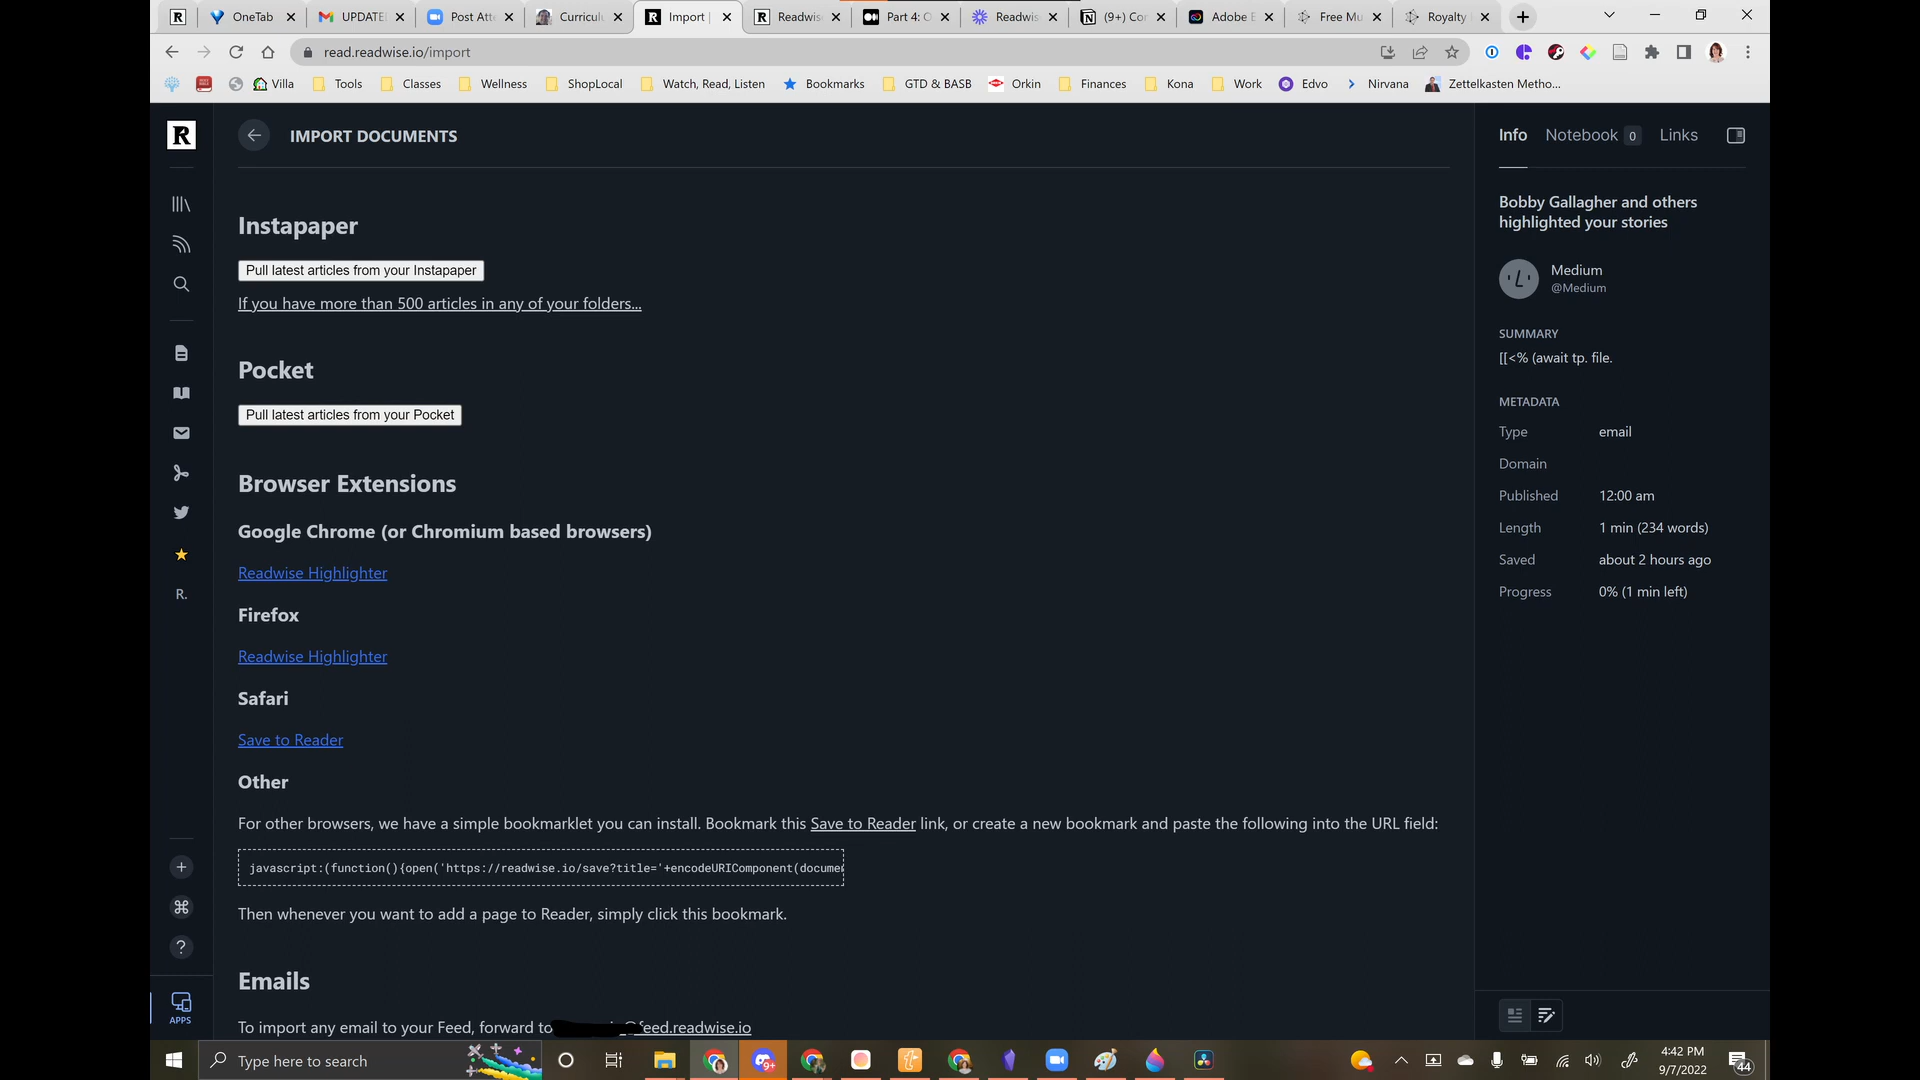 OneTab
UPDATE
Post Att
Curricul
Import |
Readwis
Part 4: C
Readwis
(9+) Cor
Adobe E
Free Mu
Royalty
read.readwise.io/import
Villa
Tools
Classes
Wellness
ShopLocal
Watch, Read, Listen
Bookmarks
GTD & BASB
Orkin
Finances
Kona
Work
Edvo
Nirvana
Zettelkasten Metho...
R
IMPORT DOCUMENTS
Instapaper
Pull latest articles from your Instapaper
If you have more than 500 articles in any of your folders...
Pocket
Pull latest articles from your Pocket
Browser Extensions
Google Chrome (or Chromium based browsers)
Readwise Highlighter
Firefox
Readwise Highlighter
Safari
Save to Reader
Other
For other browsers, we have a simple bookmarklet you can install. Bookmark this Save to Reader link, or create a new bookmark and paste the following into the URL field:
javascript:(function(){open('https://readwise.io/save?title='+encodeURIComponent(docume
Then whenever you want to add a page to Reader, simply click this bookmark.
Emails
To import any email to your Feed, forward to @feed.readwise.io
R.
APPS
Info Notebook 0 Links
Bobby Gallagher and others
highlighted your stories
Medium
@Medium
SUMMARY
[[<% (await tp. file.
METADATA
Type email
Domain
Published 12:00 am
Length 1 min (234 words)
Saved about 2 hours ago
Progress 0% (1 min left)
Type here to search
9+
4:42 PM
9/7/2022
44